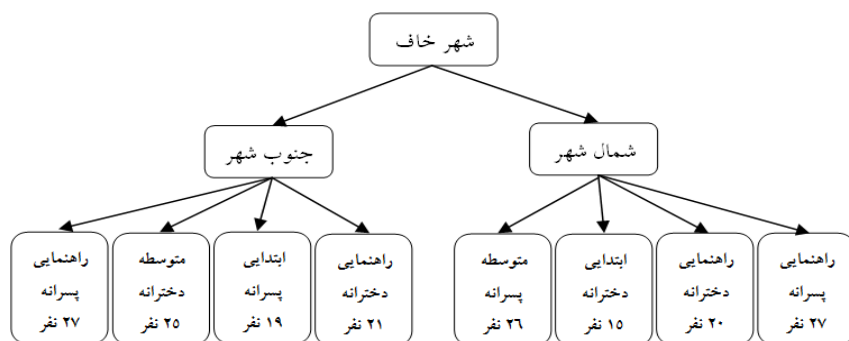 شهر خاف
شمال شهر
جنوب شهر
راهنمایی
پسرانه
۲۷ نفر
راهنمایی
دخترانه
۲۰ نفر
ابتدایی
دخترانه
۱۵ نفر
متوسطه
پسرانه
۲۶ نفر
راهنمایی
دخترانه
۲۱ نفر
ابتدایی
پسرانه
۱۹ نفر
متوسطه
دخترانه
۲۵ نفر
راهنمایی
پسرانه
۲۷ نفر